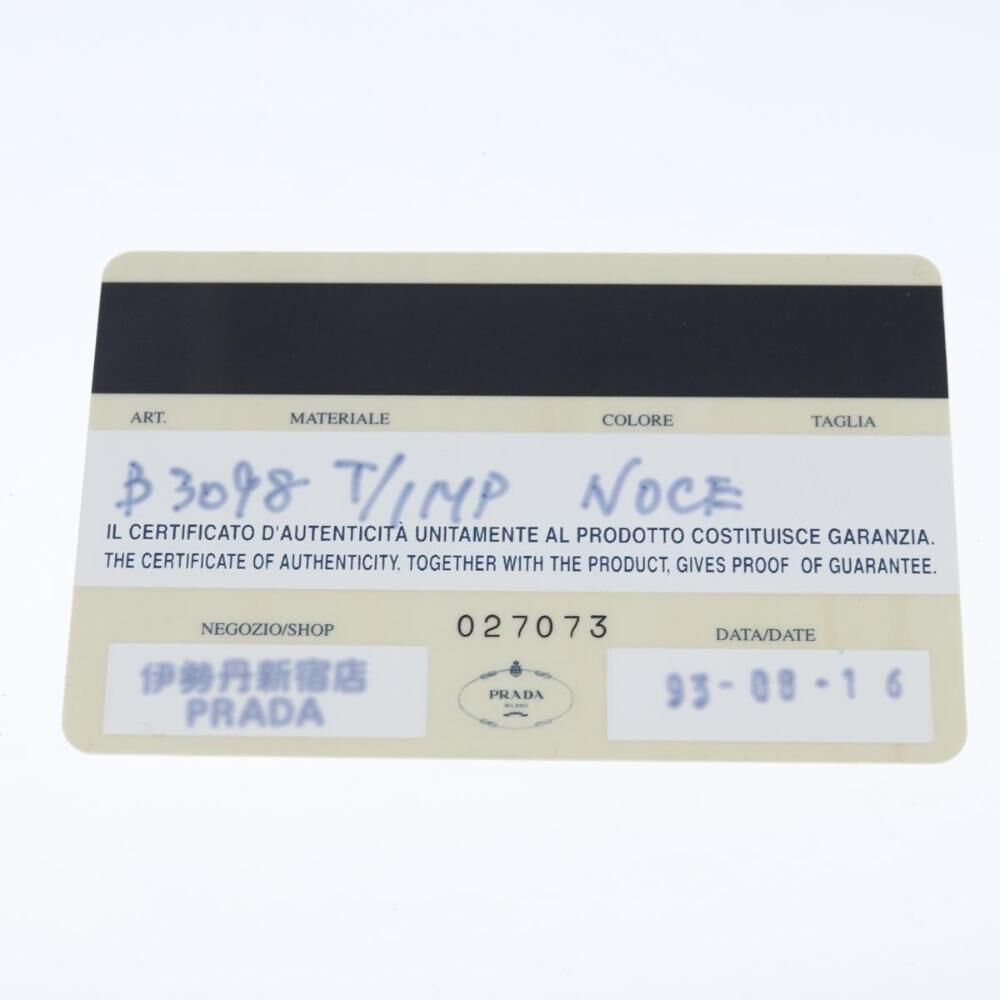 ART. MATERIALE COLORE TAGLIA
B3098 T/IMP NOCE
IL CERTIFICATO D'AUTENTICITÀ UNITAMENTE AL PRODOTTO COSTITUISCE GARANZIA.
THE CERTIFICATE OF AUTHENTICITY. TOGETHER WITH THE PRODUCT, GIVES PROOF OF GUARANTEE.
NEGOZIO/SHOP 027073 DATA/DATE
伊勢丹新宿店
PRADA
PRADA
MILANO
93-08-16